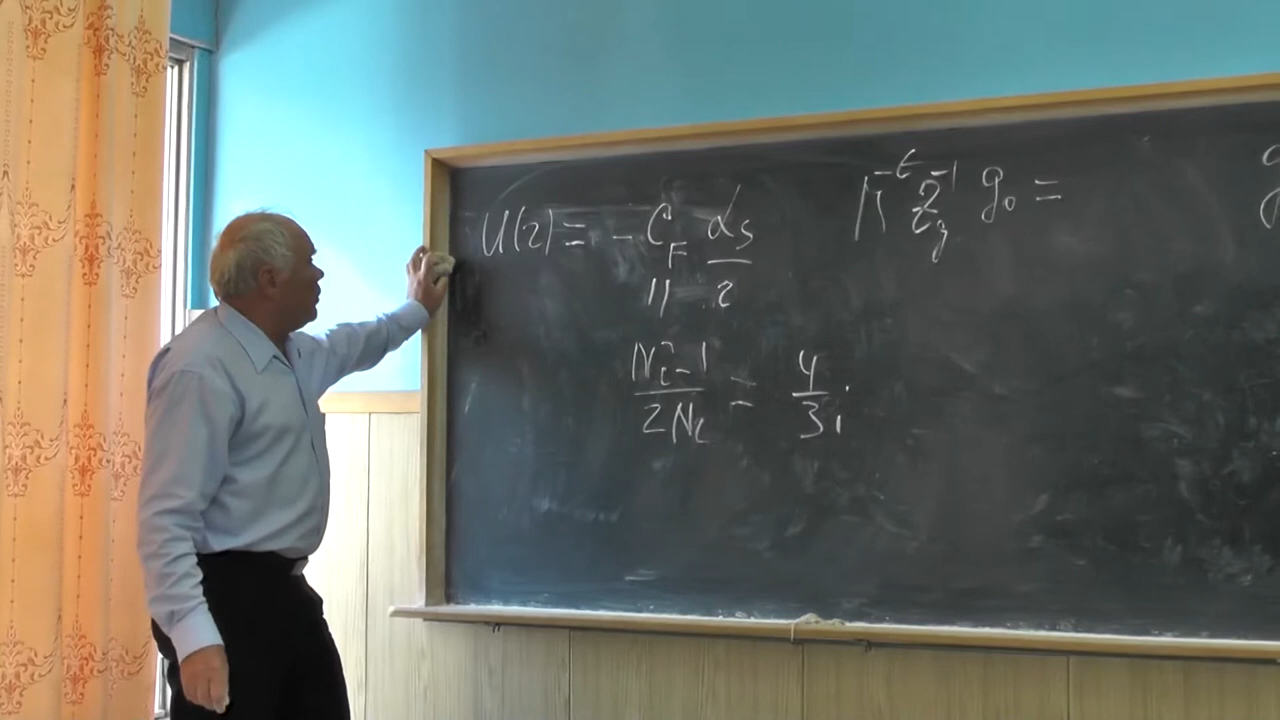 U(r) = - C_F α_s / r
||
N_c² - 1 / 2N_c = 4 / 3 ;
μ^{-ε} Z_g^{-1} g_0 =